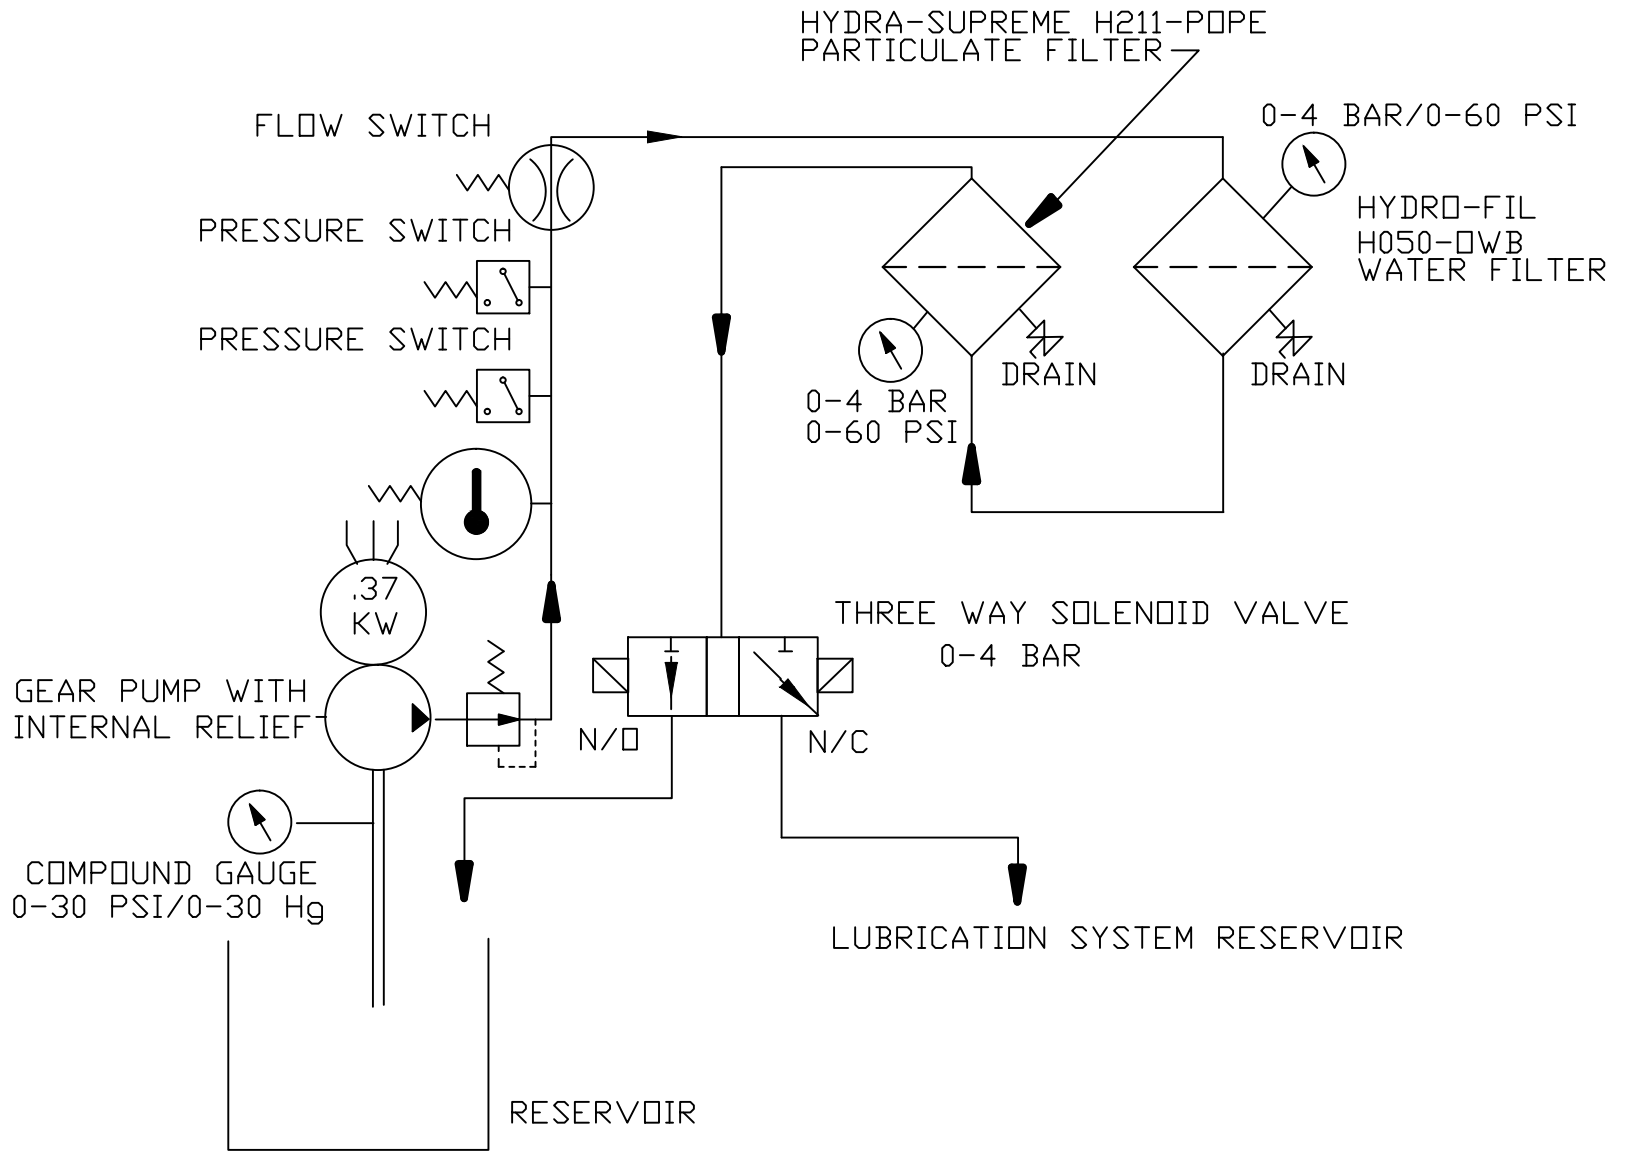 HYDRA-SUPREME H211-POPE
PARTICULATE FILTER
0-4 BAR/0-60 PSI
FLOW SWITCH
HYDRO-FIL
H050-OWB
WATER FILTER
PRESSURE SWITCH
PRESSURE SWITCH
DRAIN
DRAIN
0-4 BAR
0-60 PSI
.37
KW
THREE WAY SOLENOID VALVE
0-4 BAR
GEAR PUMP WITH
INTERNAL RELIEF
N/O
N/C
COMPOUND GAUGE
0-30 PSI/0-30 Hg
LUBRICATION SYSTEM RESERVOIR
RESERVOIR